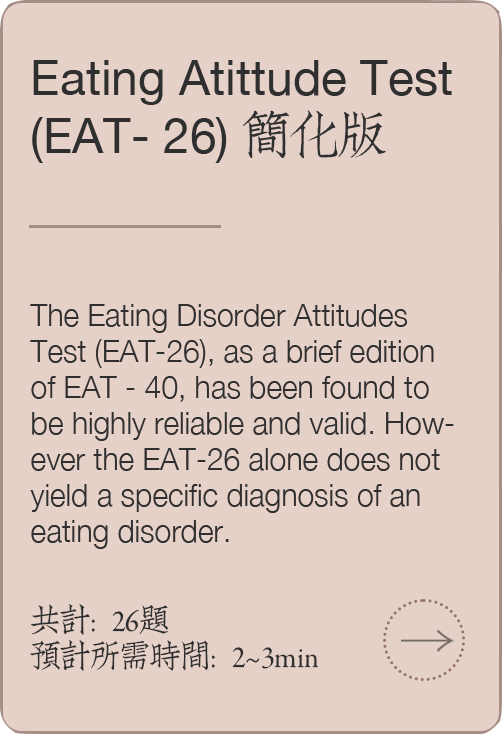 Eating Atittude Test
(EAT- 26) 簡化版
The Eating Disorder Attitudes
Test (EAT-26), as a brief edition
of EAT - 40, has been found to
be highly reliable and valid. How-
ever the EAT-26 alone does not
yield a specific diagnosis of an
eating disorder.
共計: 26題
預計所需時間: 2~3min